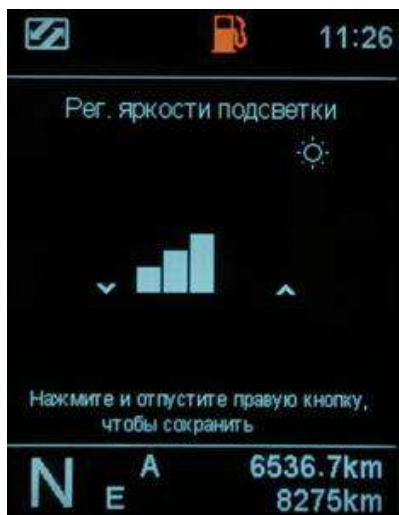 11:26
Рег. яркости подсветки
Нажмите и отпустите правую кнопку,
чтобы сохранить
N E A 6536.7km
8275km